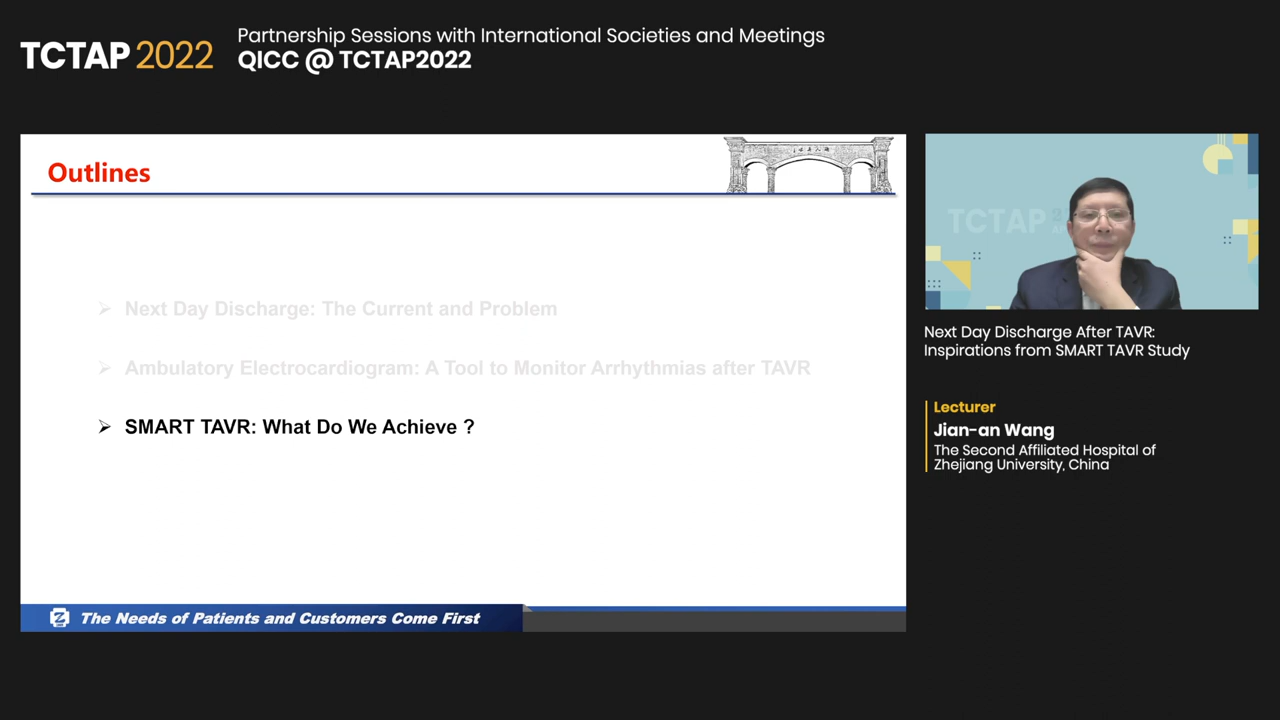 TCTAP 2022
Partnership Sessions with International Societies and Meetings
QICC @ TCTAP2022
Outlines
Next Day Discharge: The Current and Problem
Ambulatory Electrocardiogram: A Tool to Monitor Arrhythmias after TAVR
SMART TAVR: What Do We Achieve ?
The Needs of Patients and Customers Come First
TCTAP
Next Day Discharge After TAVR:
Inspirations from SMART TAVR Study
Lecturer
Jian-an Wang
The Second Affiliated Hospital of
Zhejiang University, China